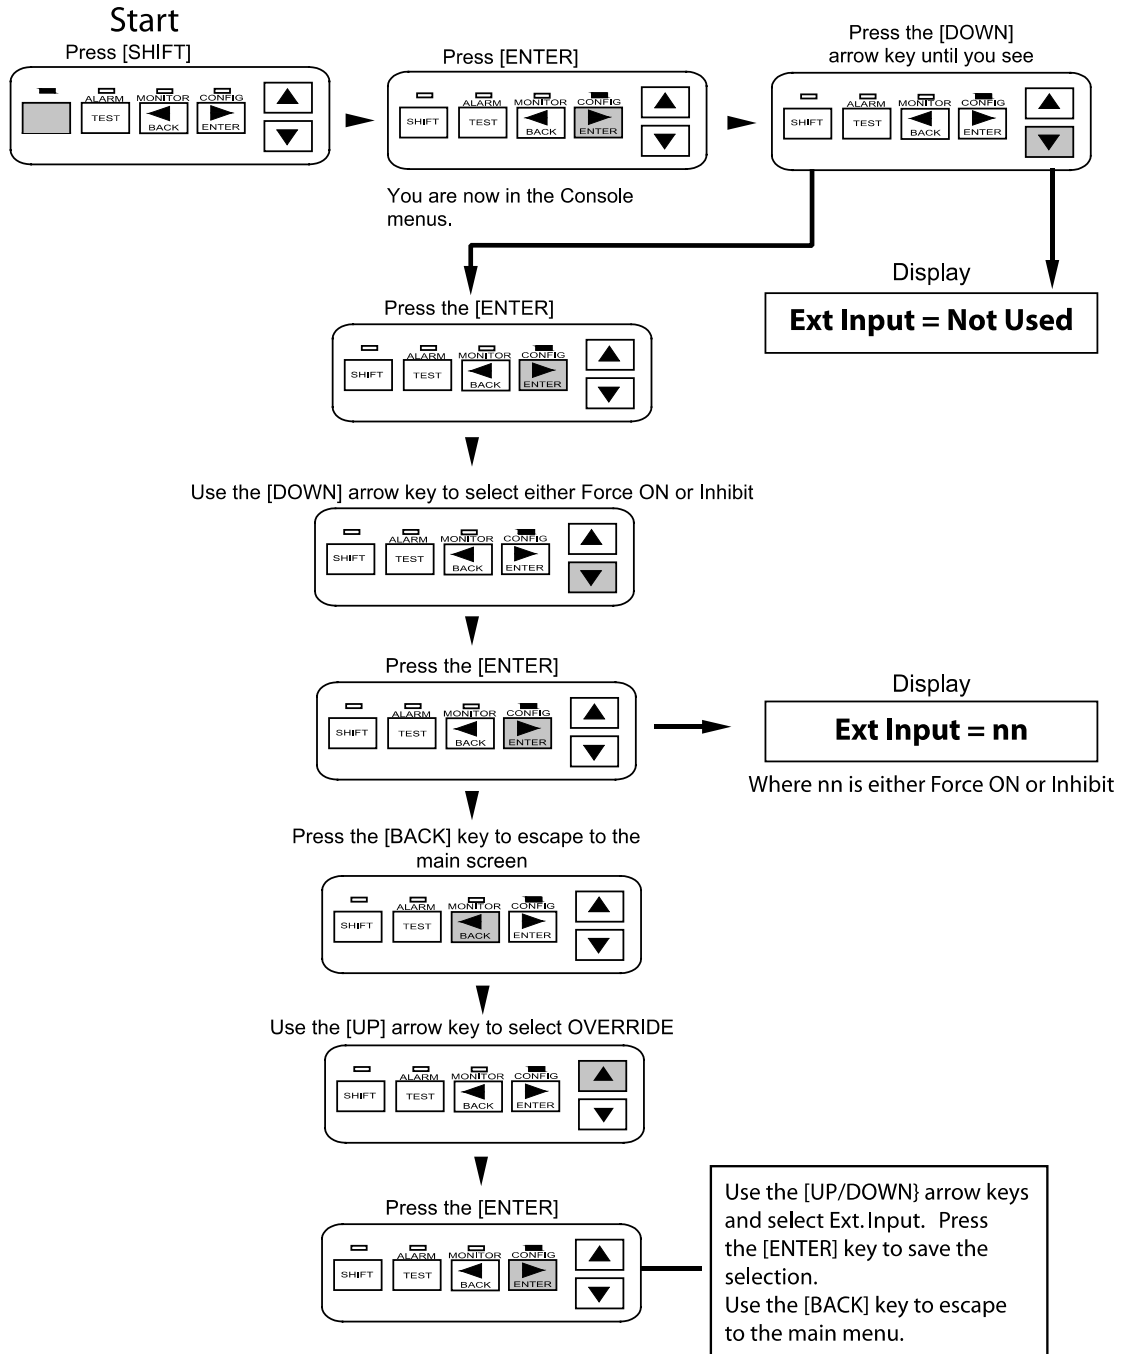 Start
Press [SHIFT]
ALARM MONITOR CONFIG
TEST BACK ENTER
Press [ENTER]
ALARM MONITOR CONFIG
SHIFT TEST BACK ENTER
You are now in the Console
menus.
Press the [DOWN]
arrow key until you see
ALARM MONITOR CONFIG
SHIFT TEST BACK ENTER
Display
Ext Input = Not Used
Press the [ENTER]
ALARM MONITOR CONFIG
SHIFT TEST BACK ENTER
Use the [DOWN] arrow key to select either Force ON or Inhibit
ALARM MONITOR CONFIG
SHIFT TEST BACK ENTER
Press the [ENTER]
ALARM MONITOR CONFIG
SHIFT TEST BACK ENTER
Display
Ext Input = nn
Where nn is either Force ON or Inhibit
Press the [BACK] key to escape to the
main screen
ALARM MONITOR CONFIG
SHIFT TEST BACK ENTER
Use the [UP] arrow key to select OVERRIDE
ALARM MONITOR CONFIG
SHIFT TEST BACK ENTER
Press the [ENTER]
ALARM MONITOR CONFIG
SHIFT TEST BACK ENTER
Use the [UP/DOWN} arrow keys
and select Ext. Input. Press
the [ENTER] key to save the
selection.
Use the [BACK] key to escape
to the main menu.